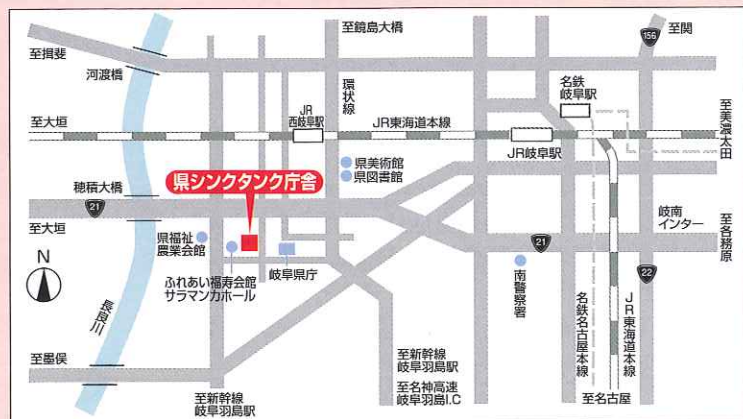 至揖斐
至鏡島大橋
156
至関
河渡橋
環状線
名鉄
岐阜駅
至大垣
JR
西岐阜駅
JR東海道本線
JR岐阜駅
至美濃太田
県美術館
県図書館
県シンクタンク庁舎
穂積大橋
21
至大垣
県福祉
農業会館
岐南
インター
至各務原
N
ふれあい福寿会館
サラマンカホール
岐阜県庁
21
南警察署
22
長良川
名鉄名古屋本線
JR東海道本線
至墨俣
至新幹線
岐阜羽島駅
至新幹線
岐阜羽島駅
至名神高速
岐阜羽島I.C
至名古屋